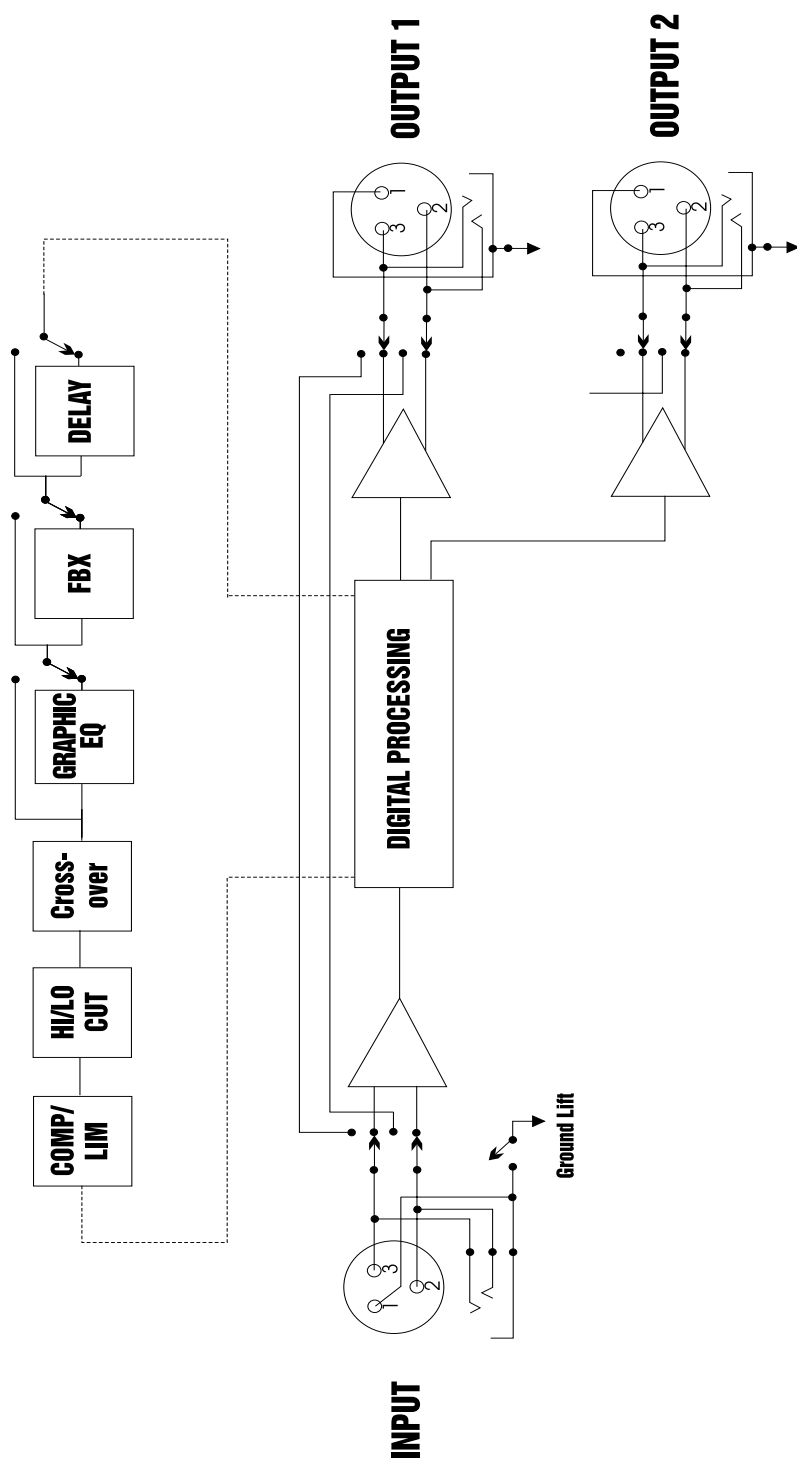 COMP/
LIM
HI/LO
CUT
Cross-
over
GRAPHIC
EQ
FBX
DELAY
INPUT
1
3
2
DIGITAL PROCESSING
1
3
2
OUTPUT 1
Ground Lift
1
3
2
OUTPUT 2